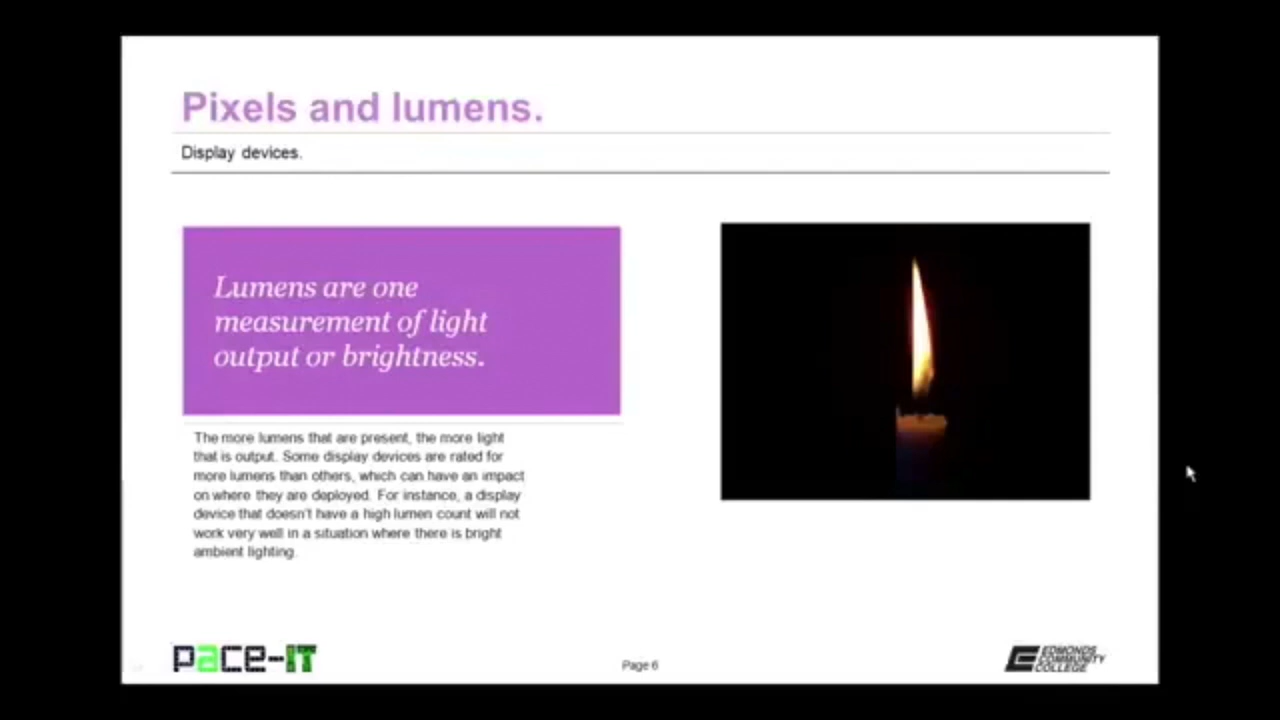 Pixels and lumens.
Display devices.
Lumens are one
measurement of light
output or brightness.
The more lumens that are present, the more light
that is output. Some display devices are rated for
more lumens than others, which can have an impact
on where they are deployed. For instance, a display
device that doesn't have a high lumen count will not
work very well in a situation where there is bright
ambient lighting.
pace-IT
Page 6
EDMONDS
COMMUNITY
COLLEGE